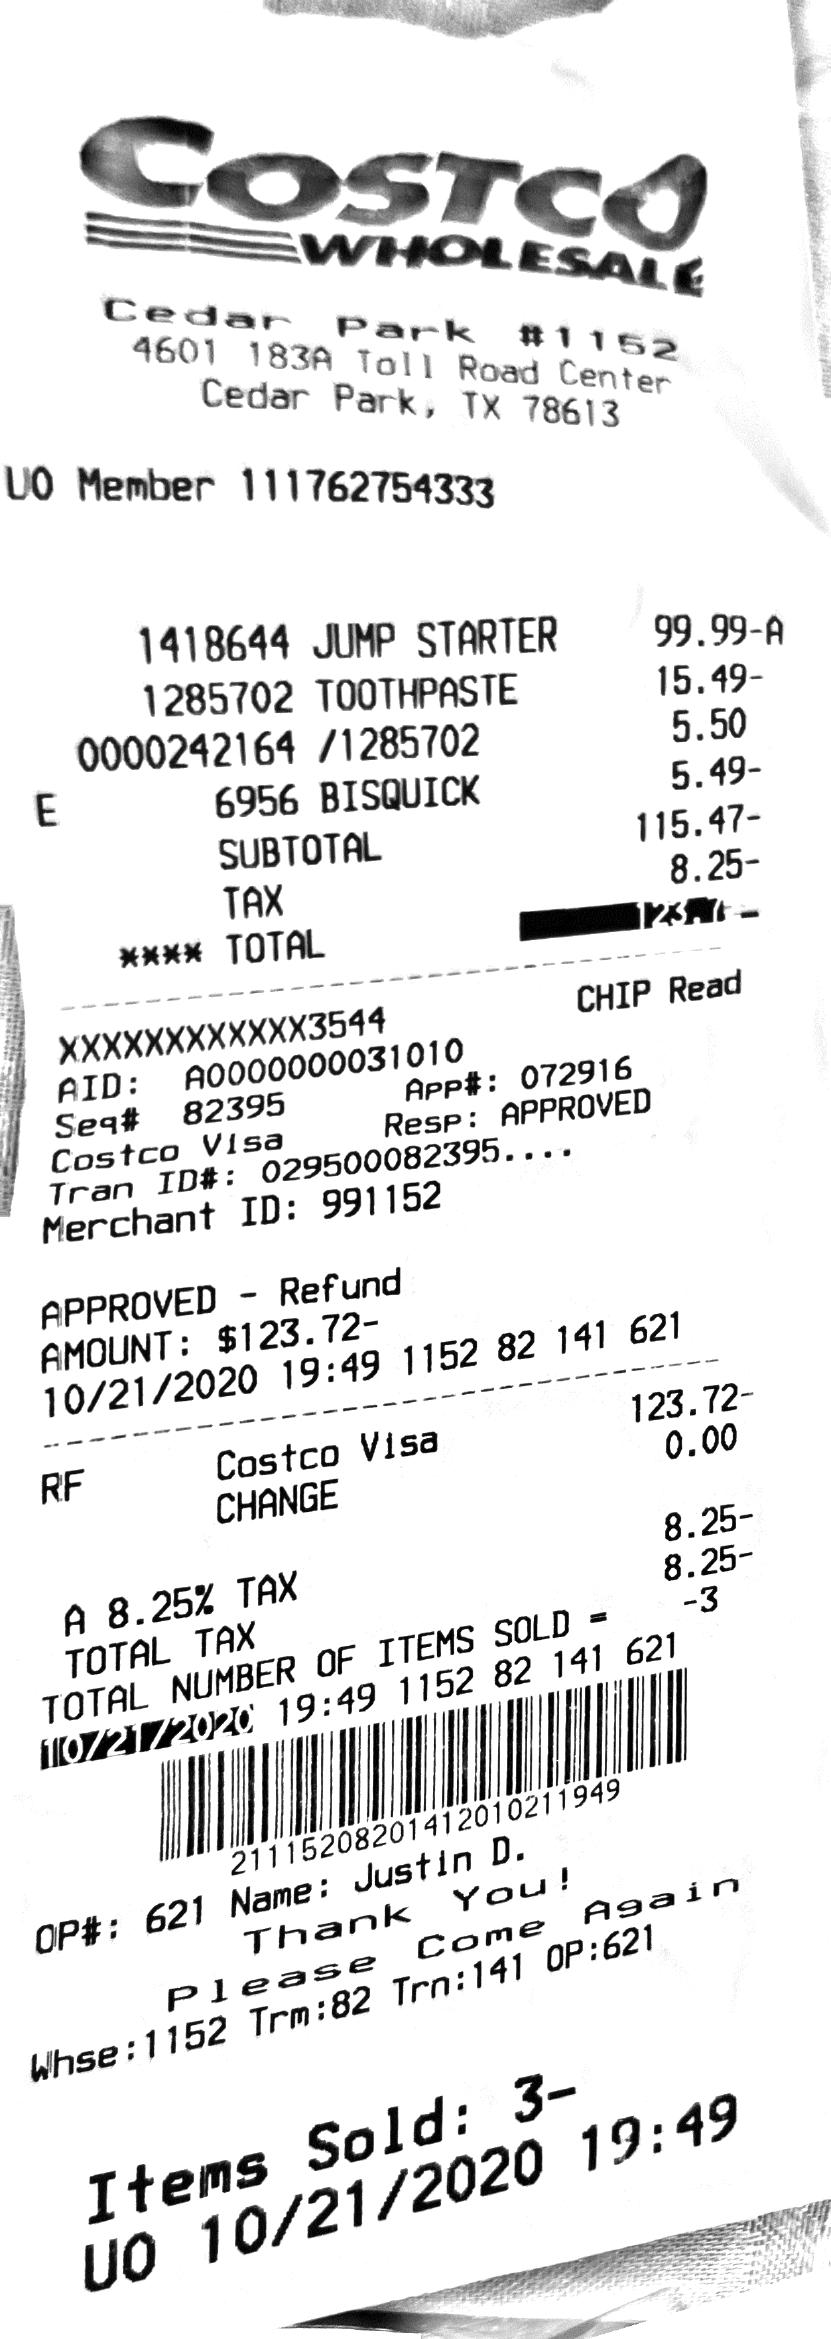 COSTCO
WHOLESALE
Cedar Park #1152
4601 183A Toll Road Center
Cedar Park, TX 78613
UO Member 111762754333
1418644 JUMP STARTER 99.99-A
1285702 TOOTHPASTE 15.49-
0000242164 /1285702 5.50
E 6956 BISQUICK 5.49-
SUBTOTAL 115.47-
TAX 8.25-
**** TOTAL
XXXXXXXXXXXX3544 CHIP Read
AID: A0000000031010
Seq# 82395 App#: 072916
Costco Visa Resp: APPROVED
Tran ID#: 029500082395....
Merchant ID: 991152
APPROVED - Refund
AMOUNT: $123.72-
10/21/2020 19:49 1152 82 141 621
RF Costco Visa 123.72-
CHANGE 0.00
A 8.25% TAX 8.25-
TOTAL TAX 8.25-
TOTAL NUMBER OF ITEMS SOLD = -3
10/21/2020 19:49 1152 82 141 621
21115208201412010211949
OP#: 621 Name: Justin D.
Thank You!
Please Come Again
Whse:1152 Trm:82 Trn:141 OP:621
Items Sold: 3-
UO 10/21/2020 19:49